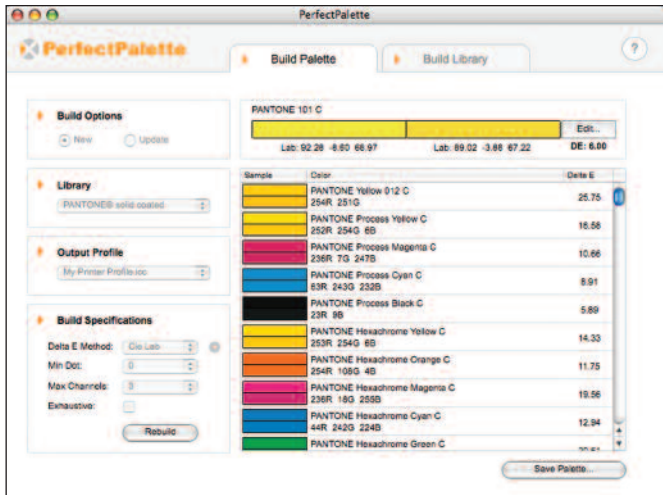 PerfectPalette
PerfectPalette
Build Palette
Build Library
?
Build Options
New
Update
Library
PANTONE® solid coated
Output Profile
My Printer Profile.icc
Build Specifications
Delta E Method:
Cie Lab
Min Dot:
0
Max Channels:
3
Exhaustive:
Rebuild
PANTONE 101 C
Edit...
Lab: 92.28 -8.60 66.97
Lab: 89.02 -3.88 67.22
DE: 6.00
Sample Color Delta E
PANTONE Yellow 012 C
254R 251G
25.75
PANTONE Process Yellow C
252R 254G 6B
16.58
PANTONE Process Magenta C
236R 7G 247B
10.66
PANTONE Process Cyan C
63R 243G 232B
8.91
PANTONE Process Black C
23R 9B
5.89
PANTONE Hexachrome Yellow C
253R 254G 6B
14.33
PANTONE Hexachrome Orange C
254R 108G 4B
11.75
PANTONE Hexachrome Magenta C
236R 18G 255B
19.56
PANTONE Hexachrome Cyan C
44R 242G 224B
12.94
PANTONE Hexachrome Green C
Save Palette...